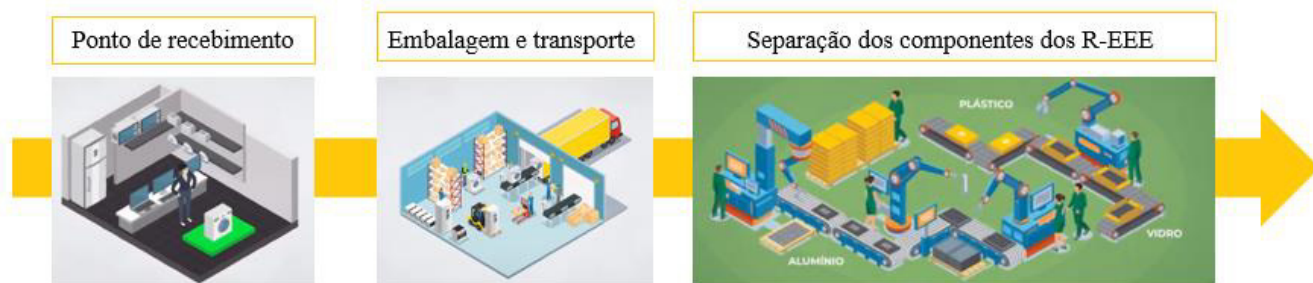 Ponto de recebimento
Embalagem e transporte
Separação dos componentes dos R-EEE
PLÁSTICO
VIDRO
ALUMÍNIO